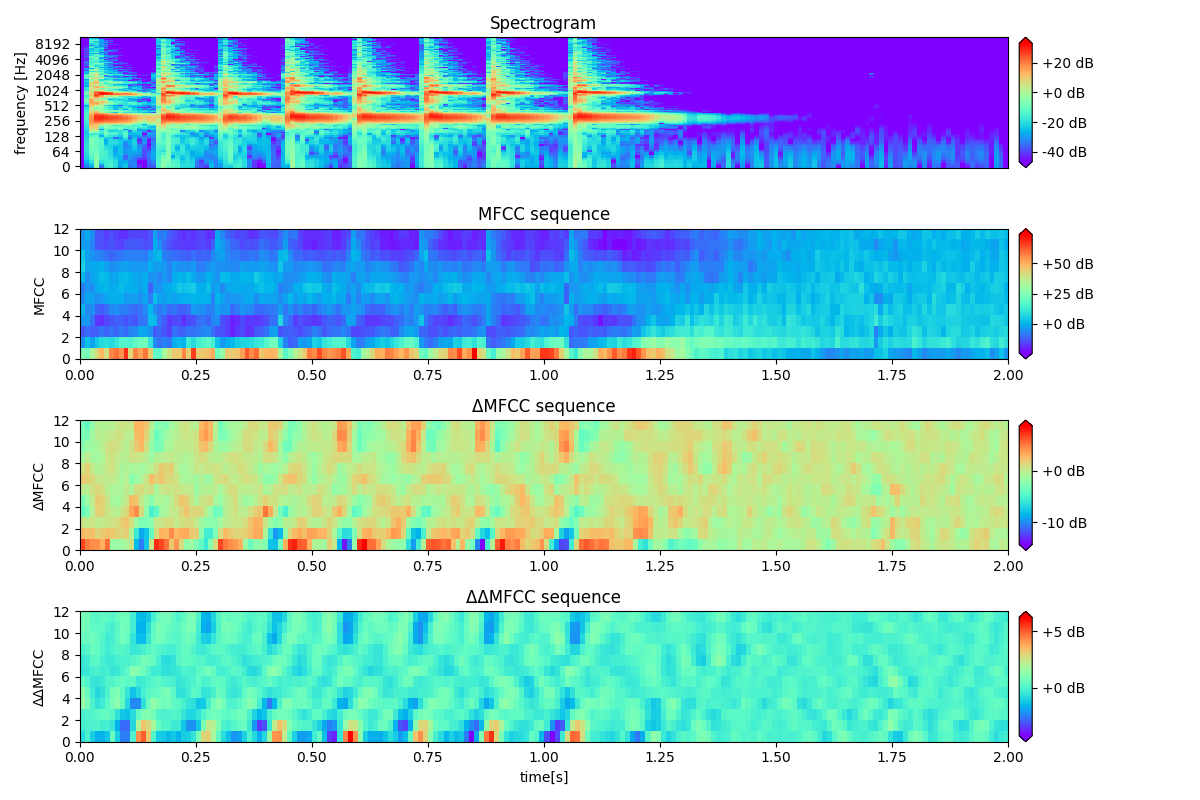 Spectrogram
frequency [Hz]
8192
4096
2048
1024
512
256
128
64
0
+20 dB
+0 dB
-20 dB
-40 dB
MFCC sequence
MFCC
12
10
8
6
4
2
0
0.00 0.25 0.50 0.75 1.00 1.25 1.50 1.75 2.00
+50 dB
+25 dB
+0 dB
ΔMFCC sequence
ΔMFCC
12
10
8
6
4
2
0
0.00 0.25 0.50 0.75 1.00 1.25 1.50 1.75 2.00
+0 dB
-10 dB
ΔΔMFCC sequence
ΔΔMFCC
12
10
8
6
4
2
0
0.00 0.25 0.50 0.75 1.00 1.25 1.50 1.75 2.00
time[s]
+5 dB
+0 dB